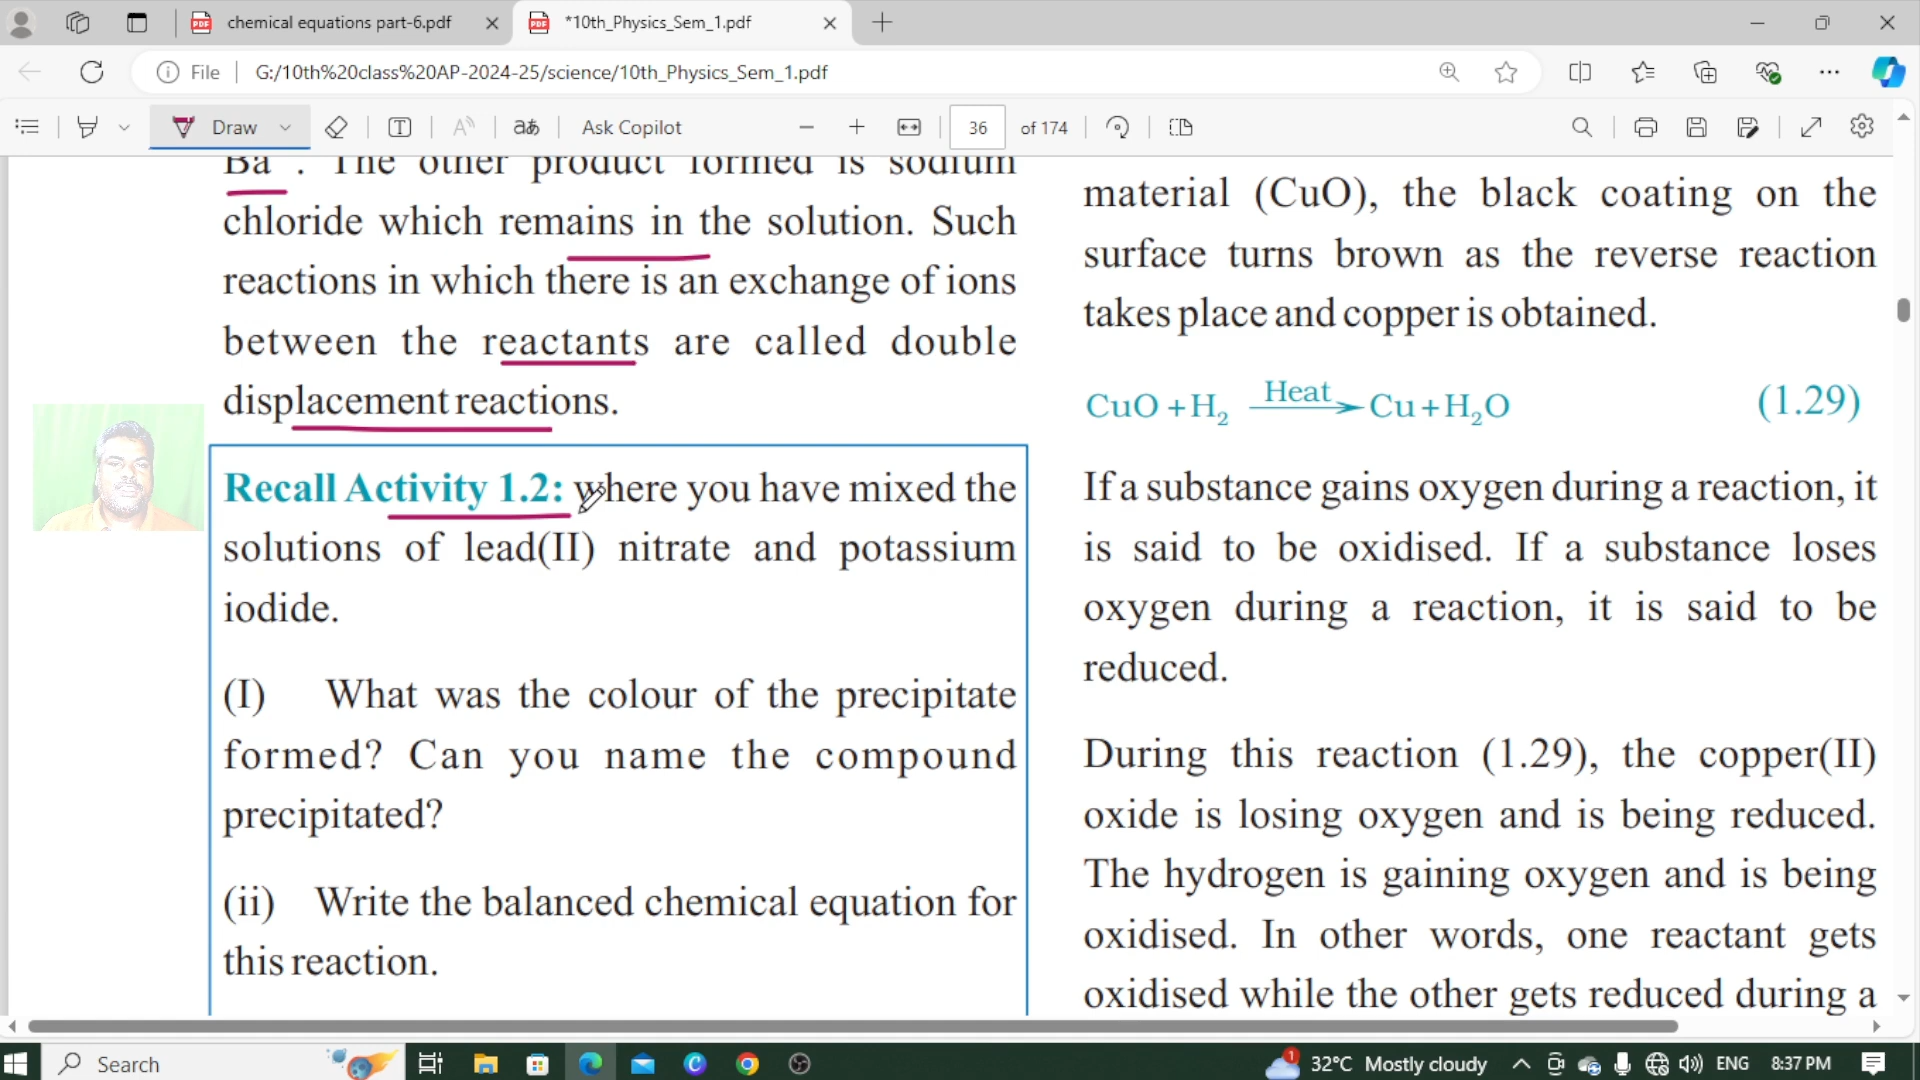 chemical equations part-6.pdf
*10th_Physics_Sem_1.pdf
File
G:/10th%20class%20AP-2024-25/science/10th_Physics_Sem_1.pdf
Draw
Ask Copilot
36 of 174
Ba . The other product formed is sodium
chloride which remains in the solution. Such
reactions in which there is an exchange of ions
between the reactants are called double
displacement reactions.
Recall Activity 1.2: where you have mixed the
solutions of lead(II) nitrate and potassium
iodide.
(I) What was the colour of the precipitate
formed? Can you name the compound
precipitated?
(ii) Write the balanced chemical equation for
this reaction.
material (CuO), the black coating on the
surface turns brown as the reverse reaction
takes place and copper is obtained.
CuO +H₂ Heat Cu+H₂O (1.29)
If a substance gains oxygen during a reaction, it
is said to be oxidised. If a substance loses
oxygen during a reaction, it is said to be
reduced.
During this reaction (1.29), the copper(II)
oxide is losing oxygen and is being reduced.
The hydrogen is gaining oxygen and is being
oxidised. In other words, one reactant gets
oxidised while the other gets reduced during a
Search
1
32°C Mostly cloudy
ENG
8:37 PM